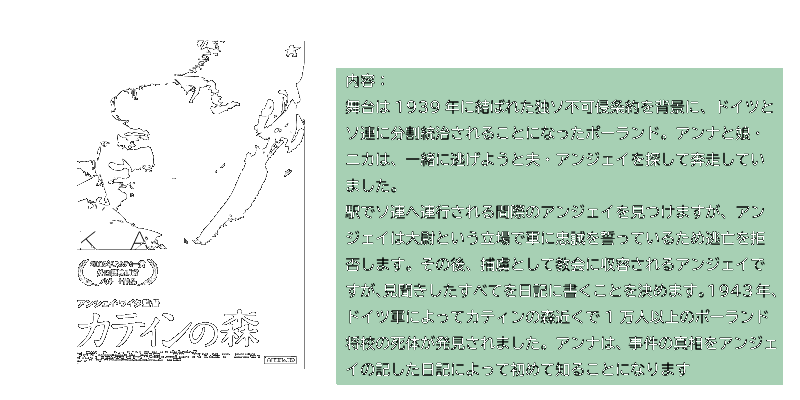 K A
アンジェイ・ワイダ監督
カティンの森
内容：
舞台は1939年に結ばれた独ソ不可侵条約を背景に、ドイツと
ソ連に分割統治されることになったポーランド。アンナと娘・
ニカは、一緒に逃げようと夫・アンジェイを探して奔走してい
ました。
駅でソ連へ連行される間際のアンジェイを見つけますが、アン
ジェイは大尉という立場で軍に忠誠を誓っているため逃亡を拒
否します。その後、捕虜として教会に収容されるアンジェイで
すが、見聞きしたすべてを日記に書くことを決めます。1943年、
ドイツ軍によってカティンの森近くで1万人以上のポーランド
将校の死体が発見されました。アンナは、事件の真相をアンジェ
イの記した日記によって初めて知ることになります